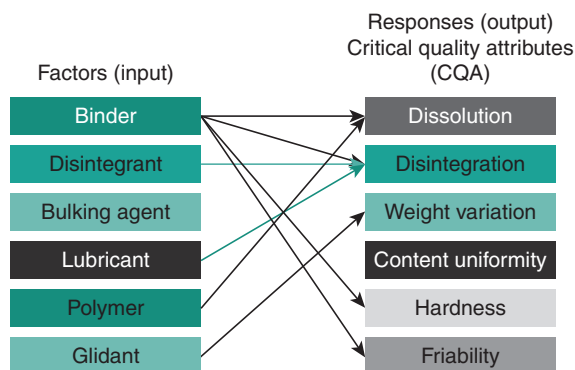 Responses (output)
Critical quality attributes
(CQA)
Factors (input)
Binder
Dissolution
Disintegrant
Disintegration
Bulking agent
Weight variation
Lubricant
Content uniformity
Polymer
Hardness
Glidant
Friability